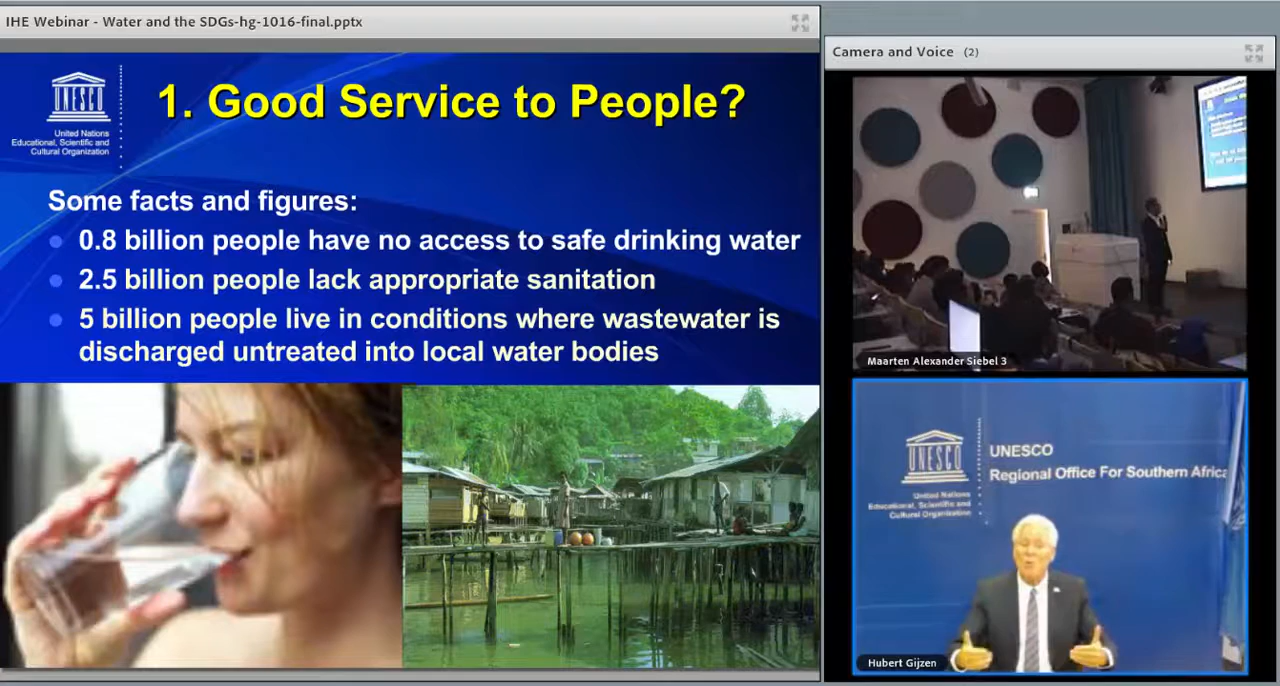 IHE Webinar - Water and the SDGs-hg-1016-final.pptx
UNESCO
United Nations
Educational, Scientific and
Cultural Organization
1. Good Service to People?
Some facts and figures:
0.8 billion people have no access to safe drinking water
2.5 billion people lack appropriate sanitation
5 billion people live in conditions where wastewater is
discharged untreated into local water bodies
Camera and Voice (2)
Maarten Alexander Siebel 3
UNESCO
United Nations
Educational, Scientific and
Cultural Organization
UNESCO
Regional Office For Southern Africa
Hubert Gijzen